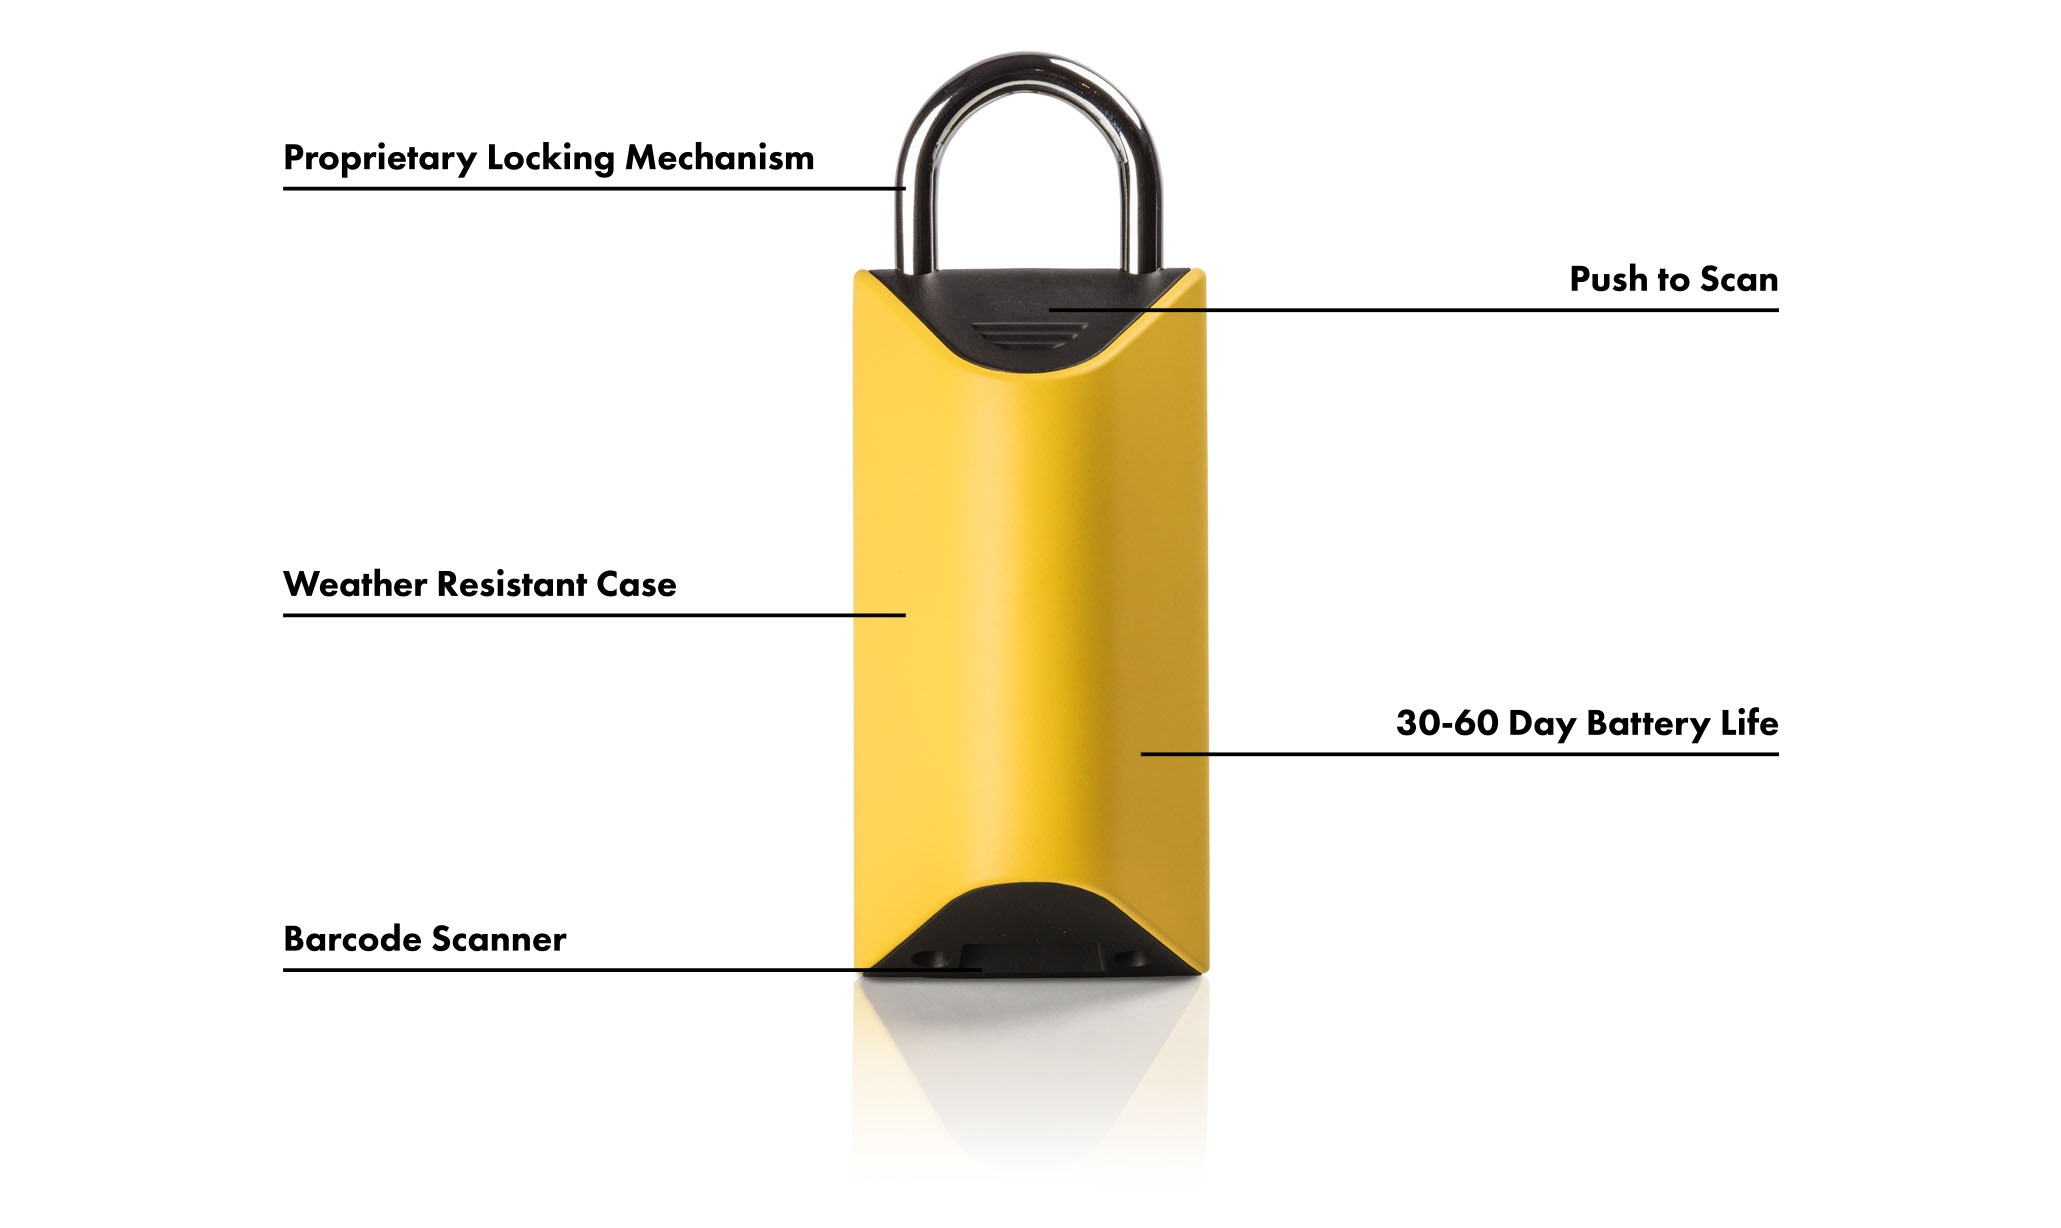 Proprietary Locking Mechanism
Push to Scan
Weather Resistant Case
30-60 Day Battery Life
Barcode Scanner